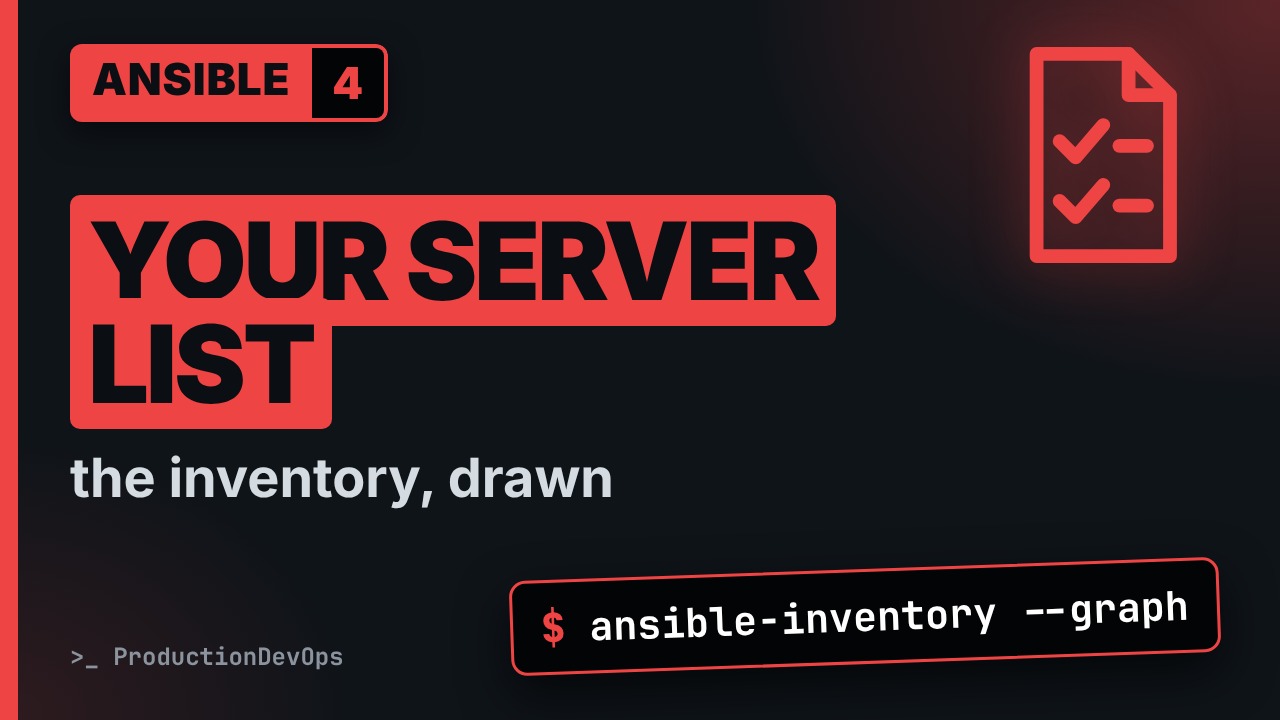 ANSIBLE 4
YOUR SERVER
LIST
the inventory, drawn
$ ansible-inventory --graph
>_ ProductionDevOps